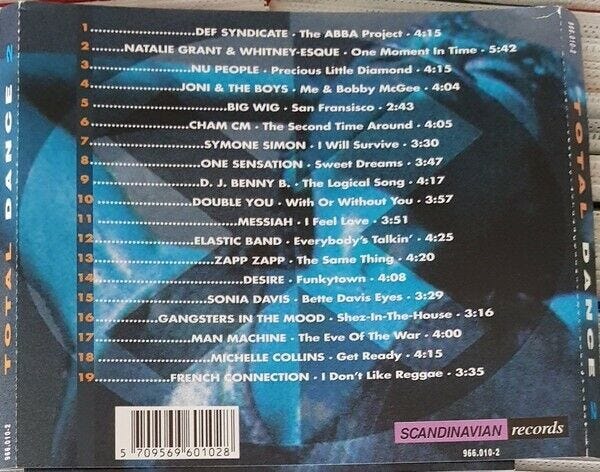 1 DEF SYNDICATE · The ABBA Project · 4:15
2 NATALIE GRANT & WHITNEY-ESQUE · One Moment In Time · 5:42
3 NU PEOPLE · Precious Little Diamond · 4:15
4 JONI & THE BOYS · Me & Bobby McGee · 4:04
5 BIG WIG · San Fransisco · 2:43
6 CHAM CM · The Second Time Around · 4:05
7 SYMONE SIMON · I Will Survive · 3:30
8 ONE SENSATION · Sweet Dreams · 3:47
9 D. J. BENNY B. · The Logical Song · 4:17
10 DOUBLE YOU · With Or Without You · 3:57
11 MESSIAH · I Feel Love · 3:51
12 ELASTIC BAND · Everybody's Talkin' · 4:25
13 ZAPP ZAPP · The Same Thing · 4:20
14 DESIRE · Funkytown · 4:08
15 SONIA DAVIS · Bette Davis Eyes · 3:29
16 GANGSTERS IN THE MOOD · Shez-In-The-House · 3:16
17 MAN MACHINE · The Eve Of The War · 4:00
18 MICHELLE COLLINS · Get Ready · 4:15
19 FRENCH CONNECTION · I Don't Like Reggae · 3:35
5 709569 601028
SCANDINAVIAN records
966.010-2
TOTAL DANCE 2
966.010-2
TOTAL DANCE 2
966.010-2